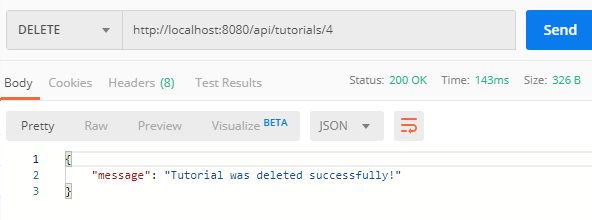 DELETE http://localhost:8080/api/tutorials/4 Send
Body Cookies Headers (8) Test Results Status: 200 OK Time: 143ms Size: 326 B
Pretty Raw Preview Visualize BETA JSON
1 {
2 "message": "Tutorial was deleted successfully!"
3 }